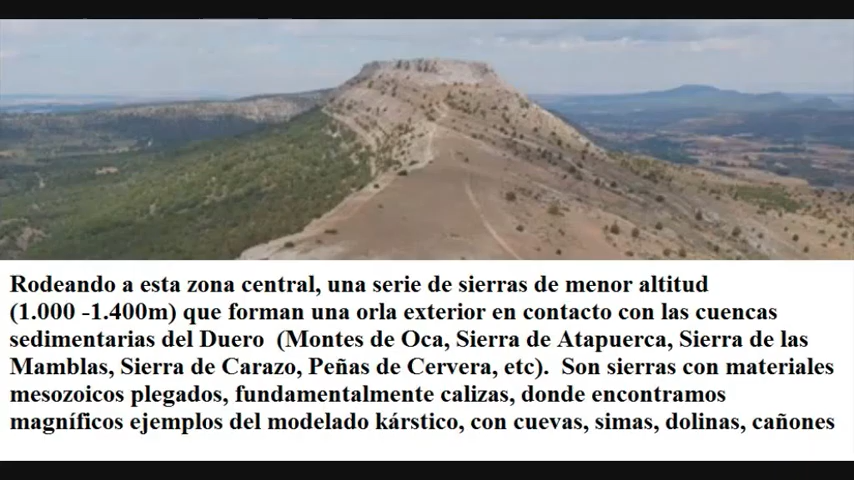 Rodeando a esta zona central, una serie de sierras de menor altitud
(1.000 -1.400m) que forman una orla exterior en contacto con las cuencas
sedimentarias del Duero  (Montes de Oca, Sierra de Atapuerca, Sierra de las
Mamblas, Sierra de Carazo, Peñas de Cervera, etc).  Son sierras con materiales
mesozoicos plegados, fundamentalmente calizas, donde encontramos
magníficos ejemplos del modelado kárstico, con cuevas, simas, dolinas, cañones